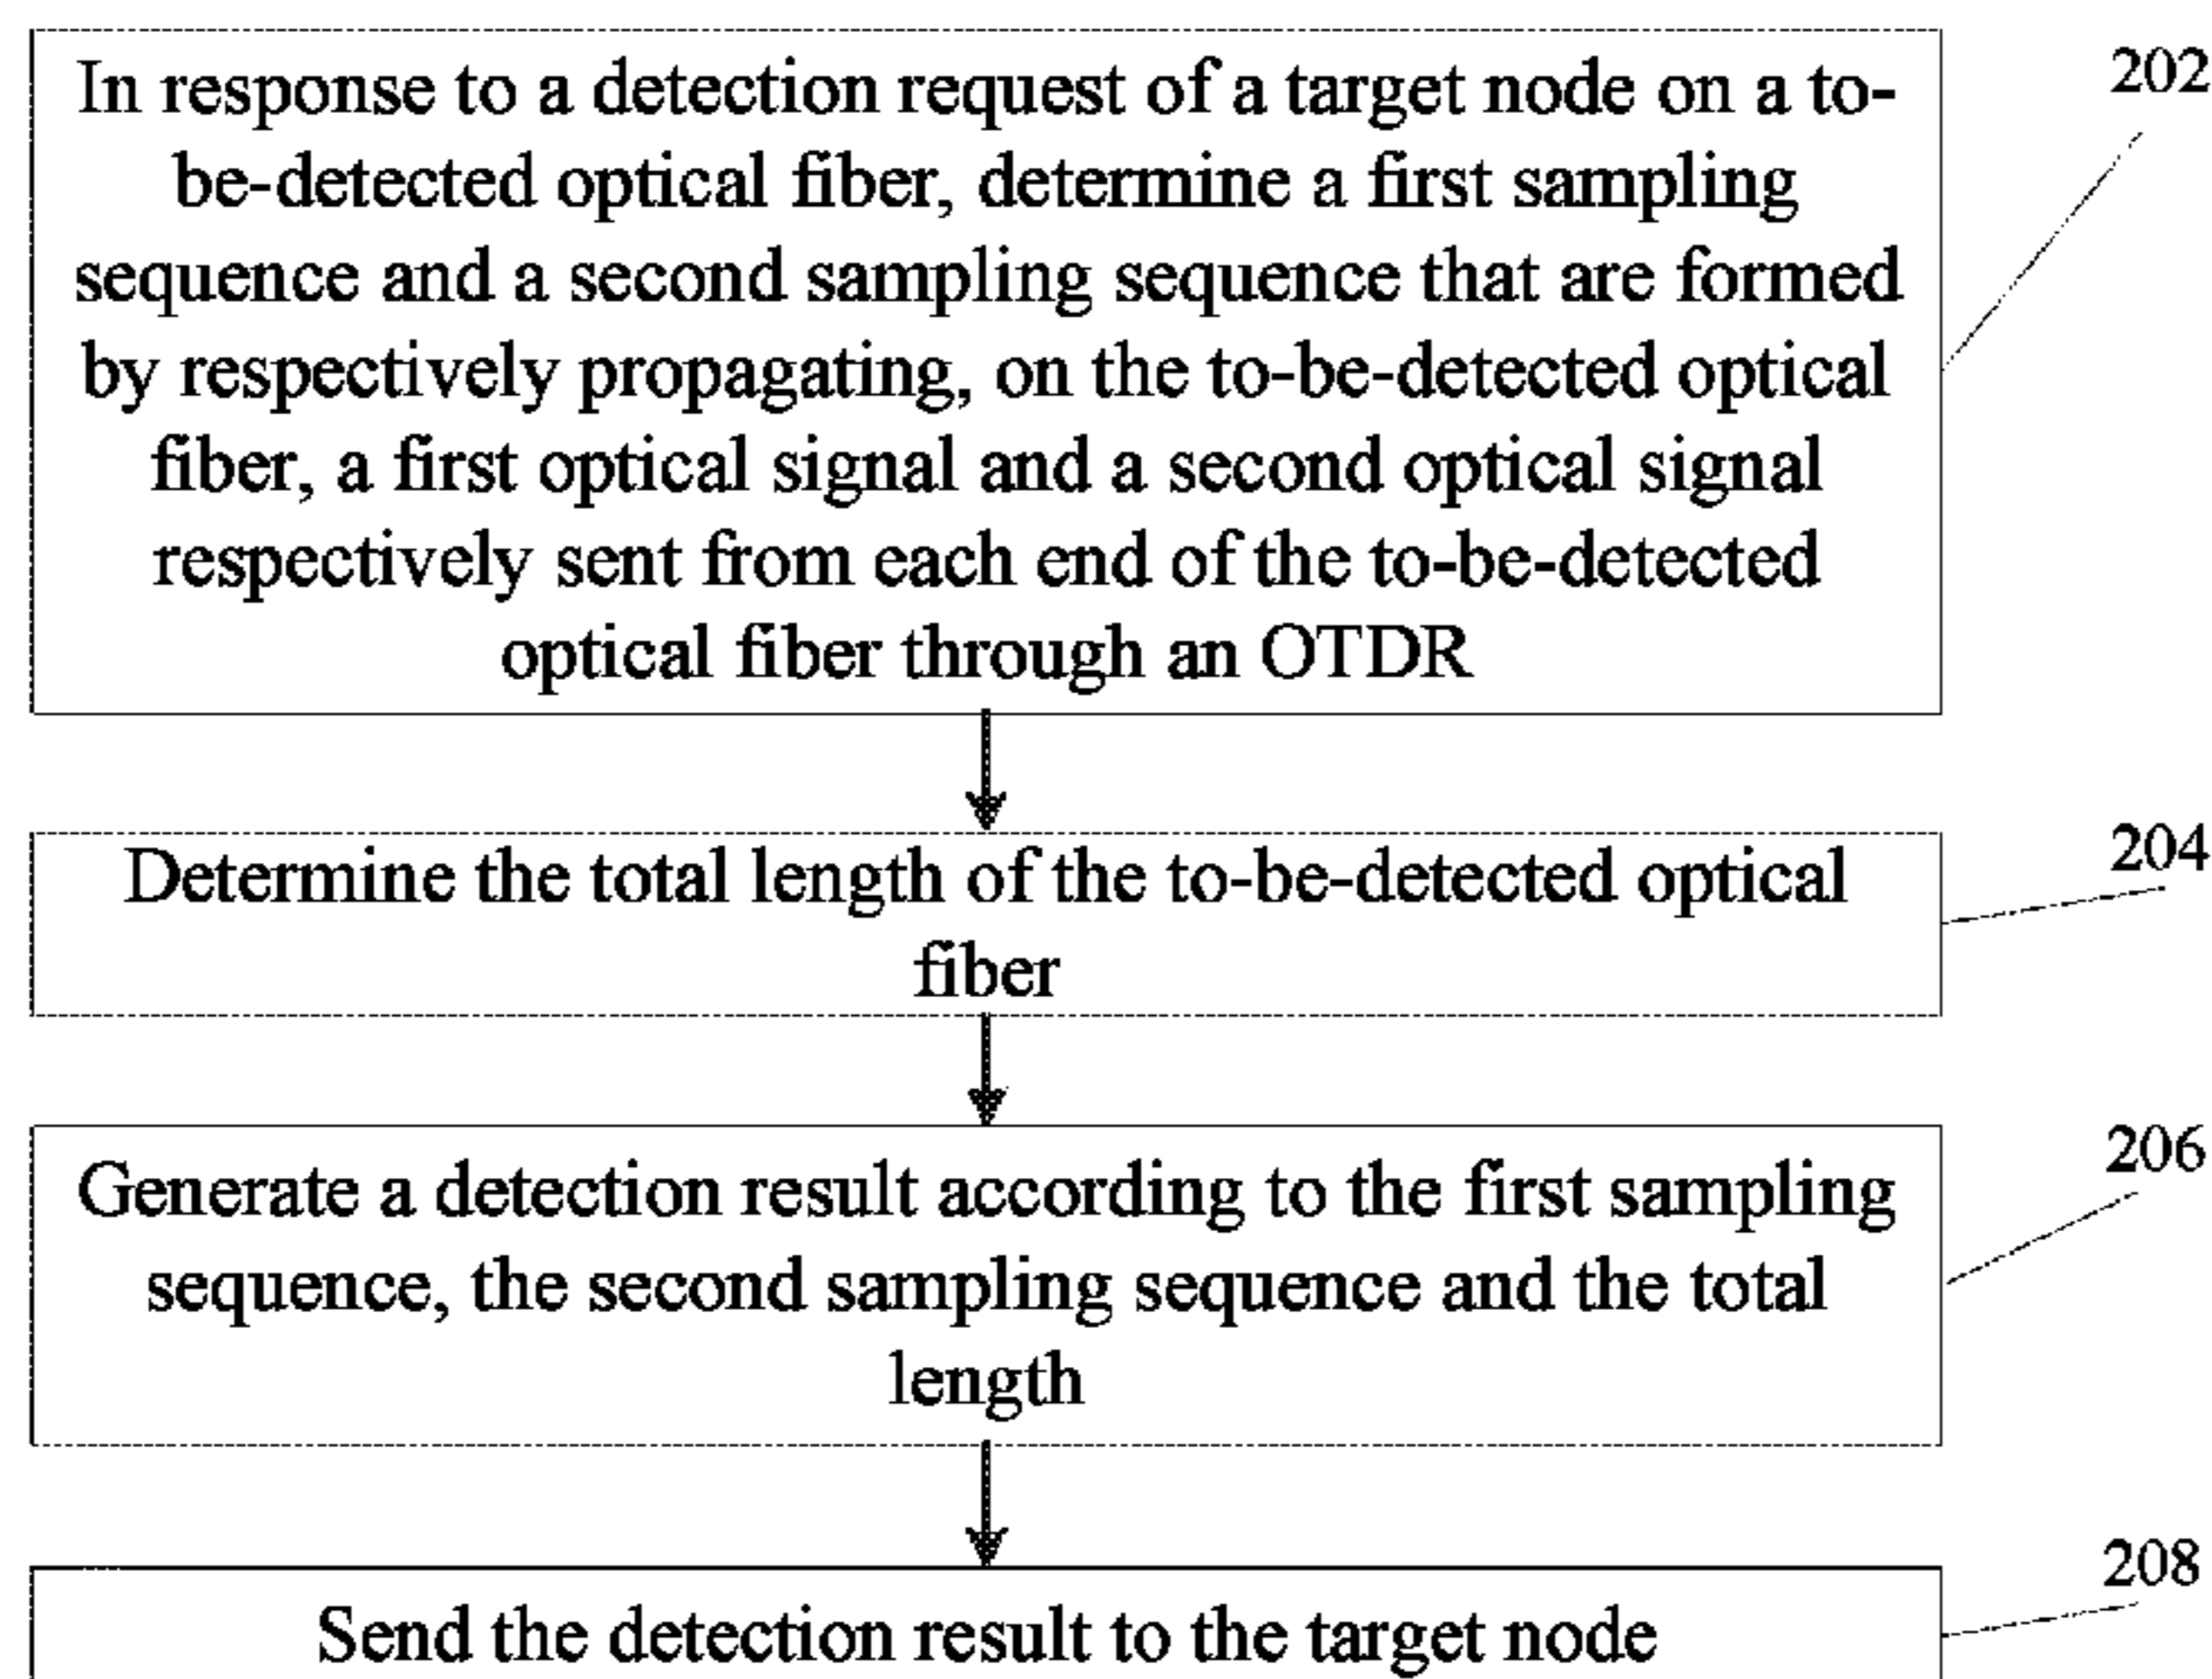 In response to a detection request of a target node on a to-
be-detected optical fiber, determine a first sampling
sequence and a second sampling sequence that are formed
by respectively propagating, on the to-be-detected optical
fiber, a first optical signal and a second optical signal
respectively sent from each end of the to-be-detected
optical fiber through an OTDR
202
Determine the total length of the to-be-detected optical
fiber
204
Generate a detection result according to the first sampling
sequence, the second sampling sequence and the total
length
206
Send the detection result to the target node
208